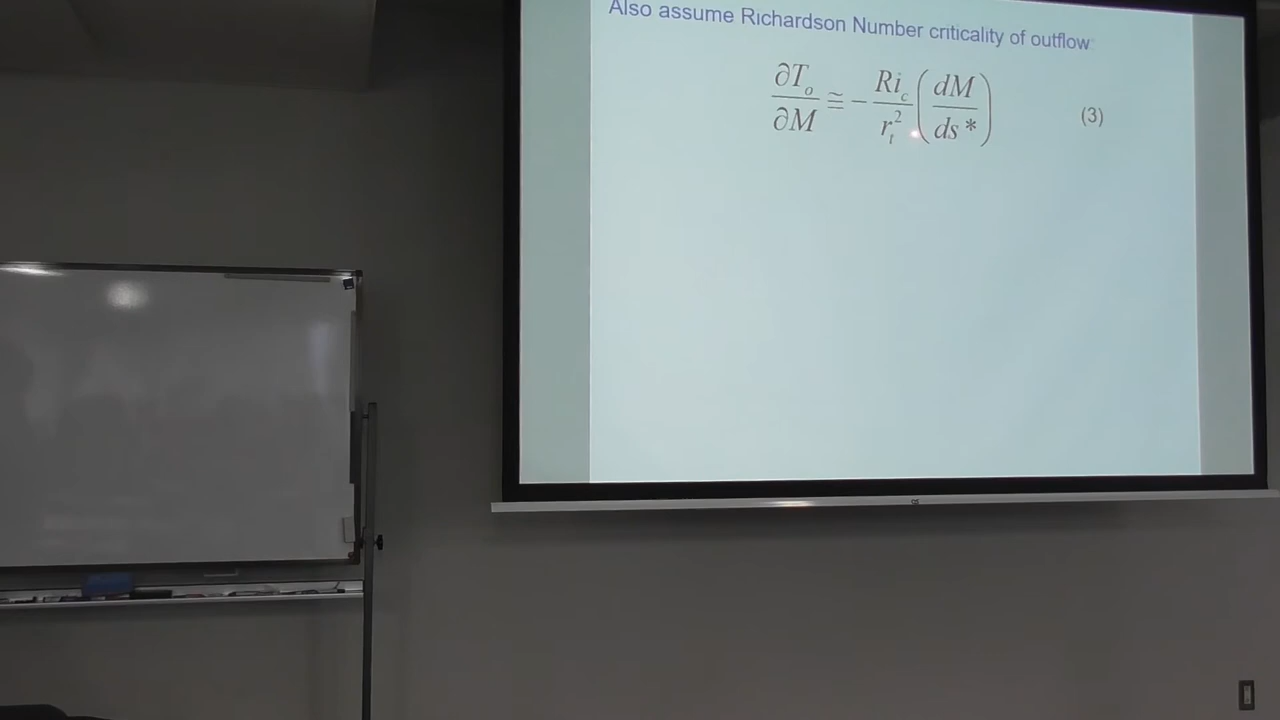 Also assume Richardson Number criticality of outflow:
∂T_o/∂M ≅ −(Ri_c/r_t^2)(dM/ds*) (3)